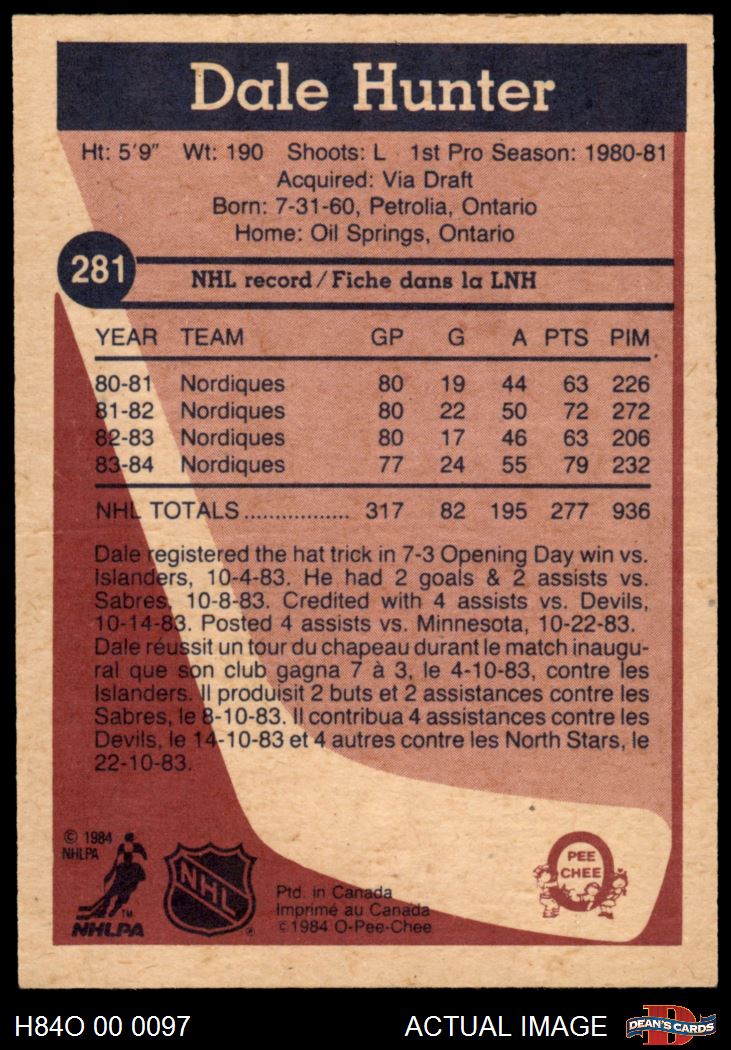 Dale Hunter
Ht: 5'9" Wt: 190 Shoots: L 1st Pro Season: 1980-81
Acquired: Via Draft
Born: 7-31-60, Petrolia, Ontario
Home: Oil Springs, Ontario
281
NHL record/Fiche dans la LNH
YEAR TEAM GP G A PTS PIM
80-81 Nordiques 80 19 44 63 226
81-82 Nordiques 80 22 50 72 272
82-83 Nordiques 80 17 46 63 206
83-84 Nordiques 77 24 55 79 232
NHL TOTALS................. 317 82 195 277 936
Dale registered the hat trick in 7-3 Opening Day win vs.
Islanders, 10-4-83. He had 2 goals & 2 assists vs.
Sabres, 10-8-83. Credited with 4 assists vs. Devils,
10-14-83. Posted 4 assists vs. Minnesota, 10-22-83.
Dale réussit un tour du chapeau durant le match inaugu-
ral que son club gagna 7 à 3, le 4-10-83, contre les
Islanders. Il produisit 2 buts et 2 assistances contre les
Sabres, le 8-10-83. Il contribua 4 assistances contre les
Devils, le 14-10-83 et 4 autres contre les North Stars, le
22-10-83.
© 1984
NHLPA
TM
NHLPA
NHL
®
Ptd. in Canada
Imprimé au Canada
© 1984 O-Pee-Chee
PEE
CHEE
H84O 00 0097
ACTUAL IMAGE
DEAN'S CARDS